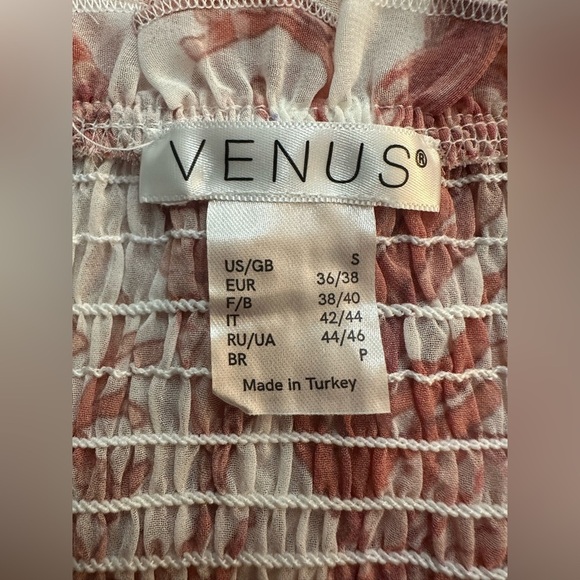 VENUS®
US/GB S
EUR 36/38
F/B 38/40
IT 42/44
RU/UA 44/46
BR P
Made in Turkey